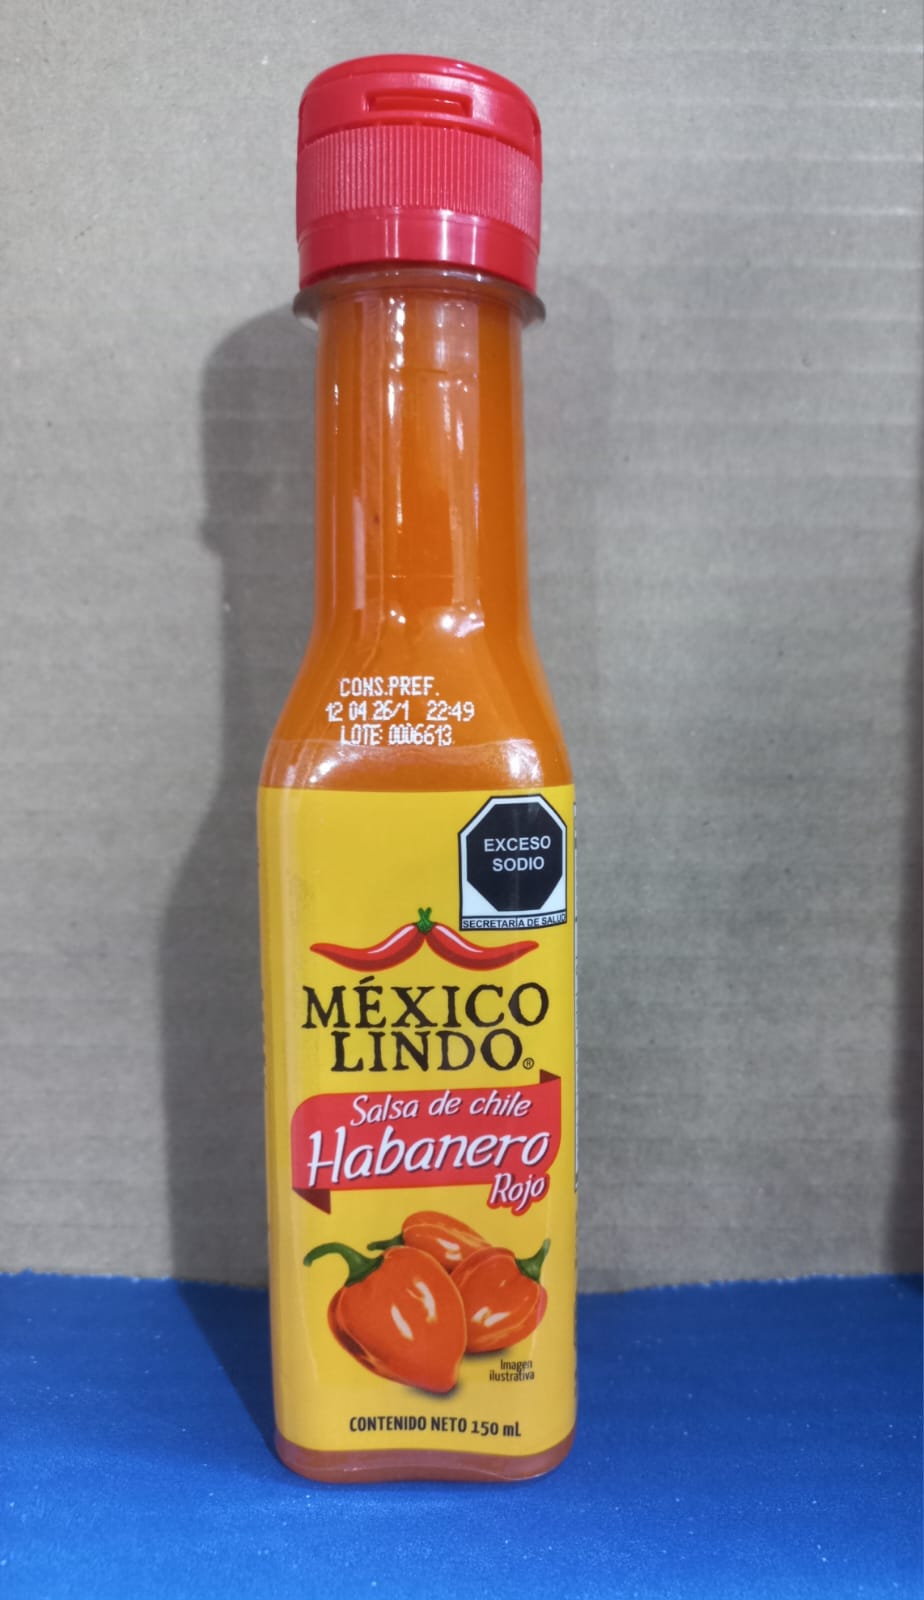 CONS.PREF.
12 04 26/1 22:49
LOTE: 0006613
EXCESO
SODIO
SECRETARÍA DE SALUD
MÉXICO
LINDO®
Salsa de chile
Habanero
Rojo
Imagen
ilustrativa
CONTENIDO NETO 150 mL